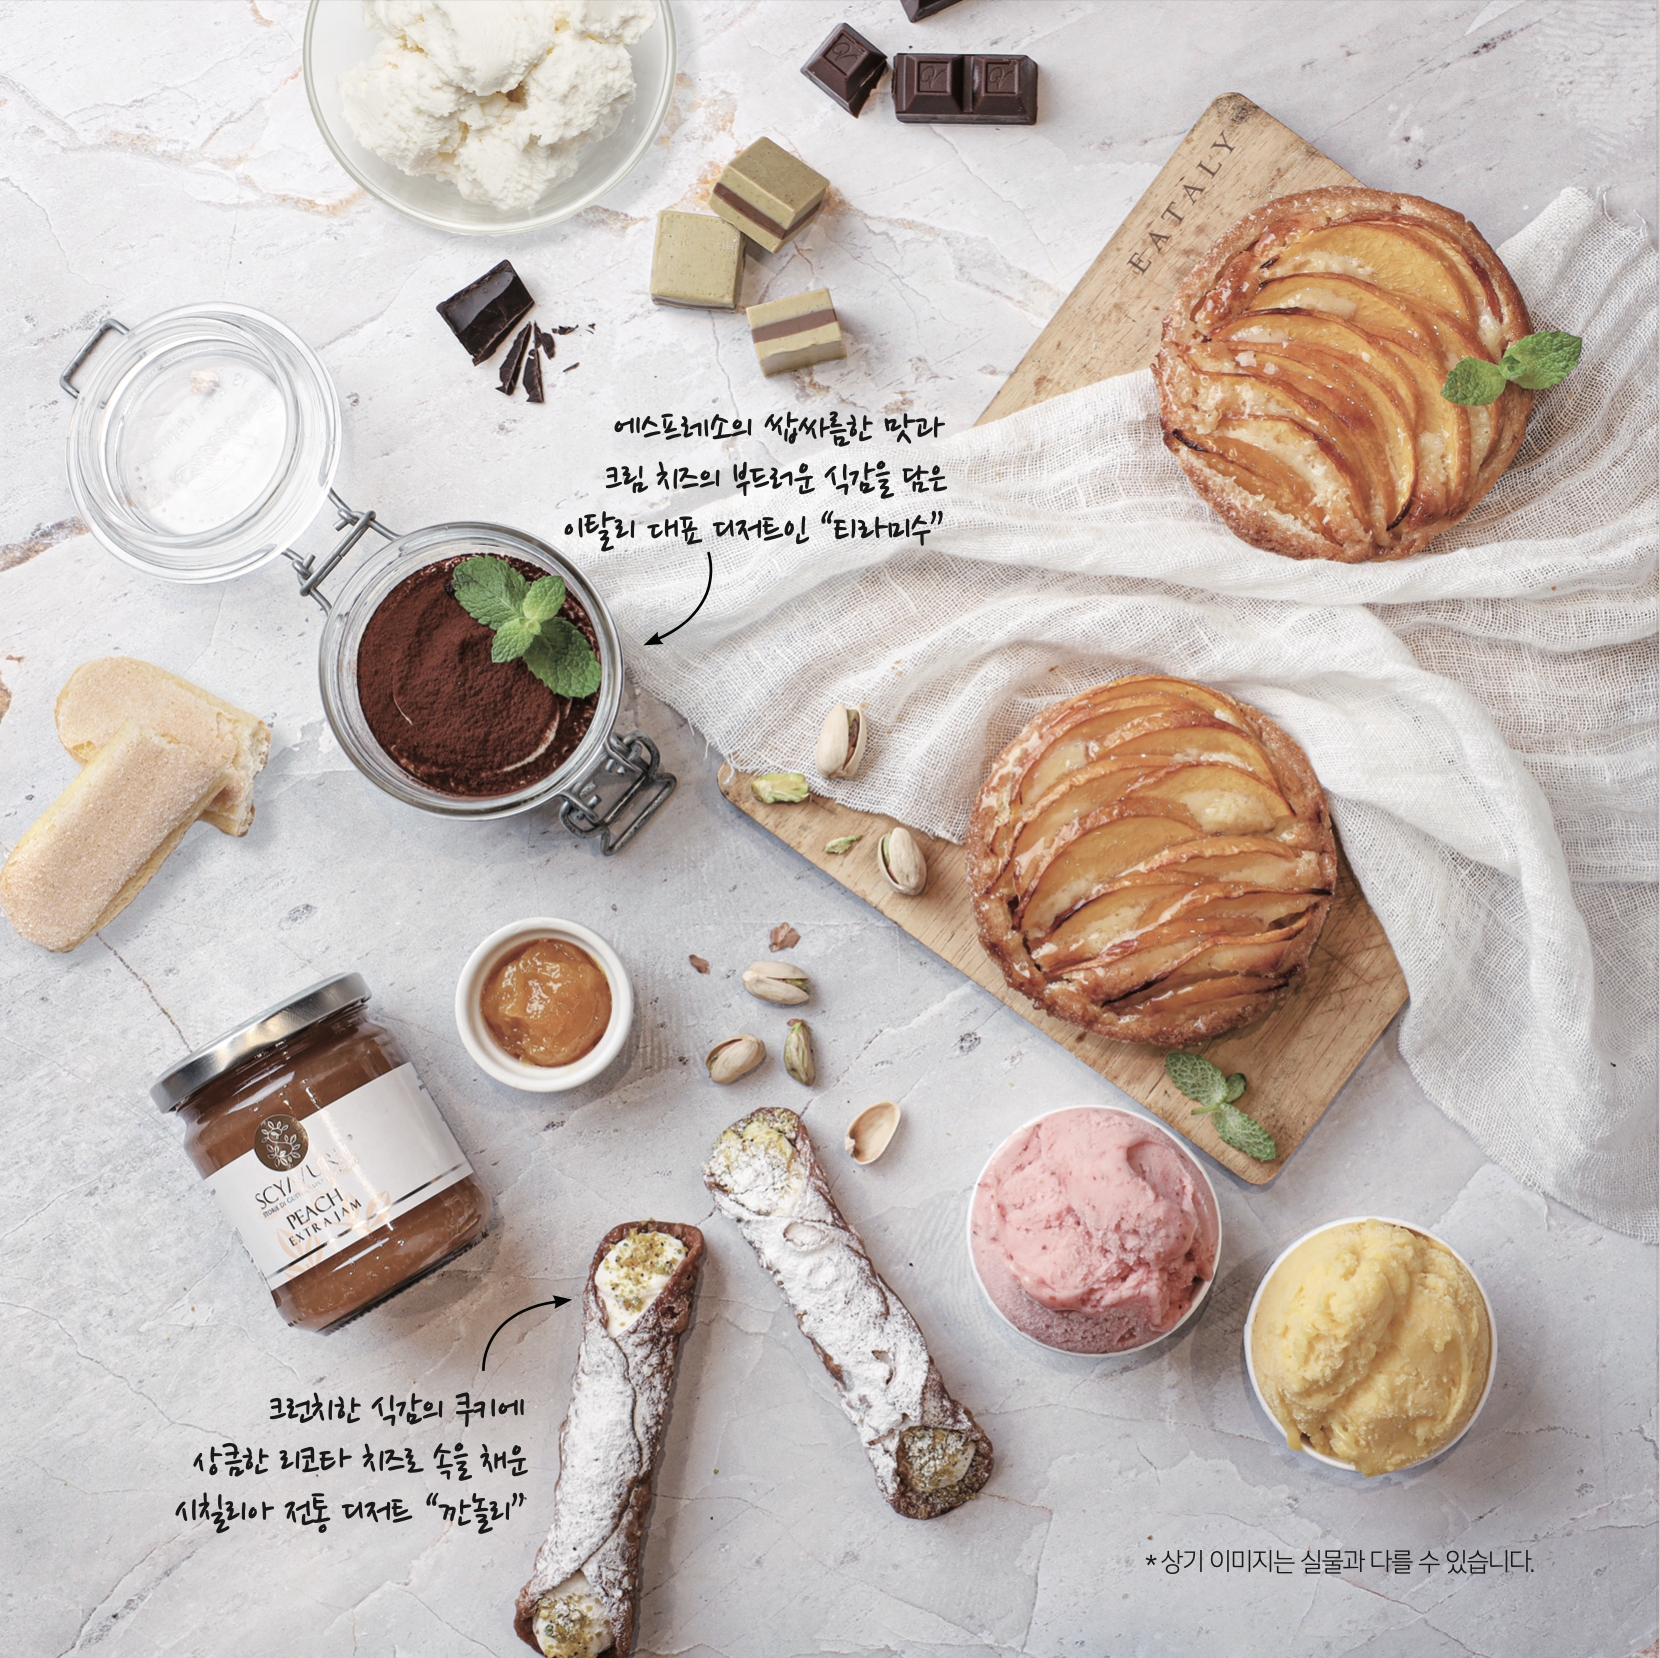 EATALY
에스프레소의 쌉싸름한 맛과
크림 치즈의 부드러운 식감을 담은
이탈리 대표 디저트인 “티라미수”
PEACH
EXTRA JAM
크런치한 식감의 쿠키에
상큼한 리코타 치즈로 속을 채운
시칠리아 전통 디저트 “깐놀리”
* 상기 이미지는 실물과 다를 수 있습니다.